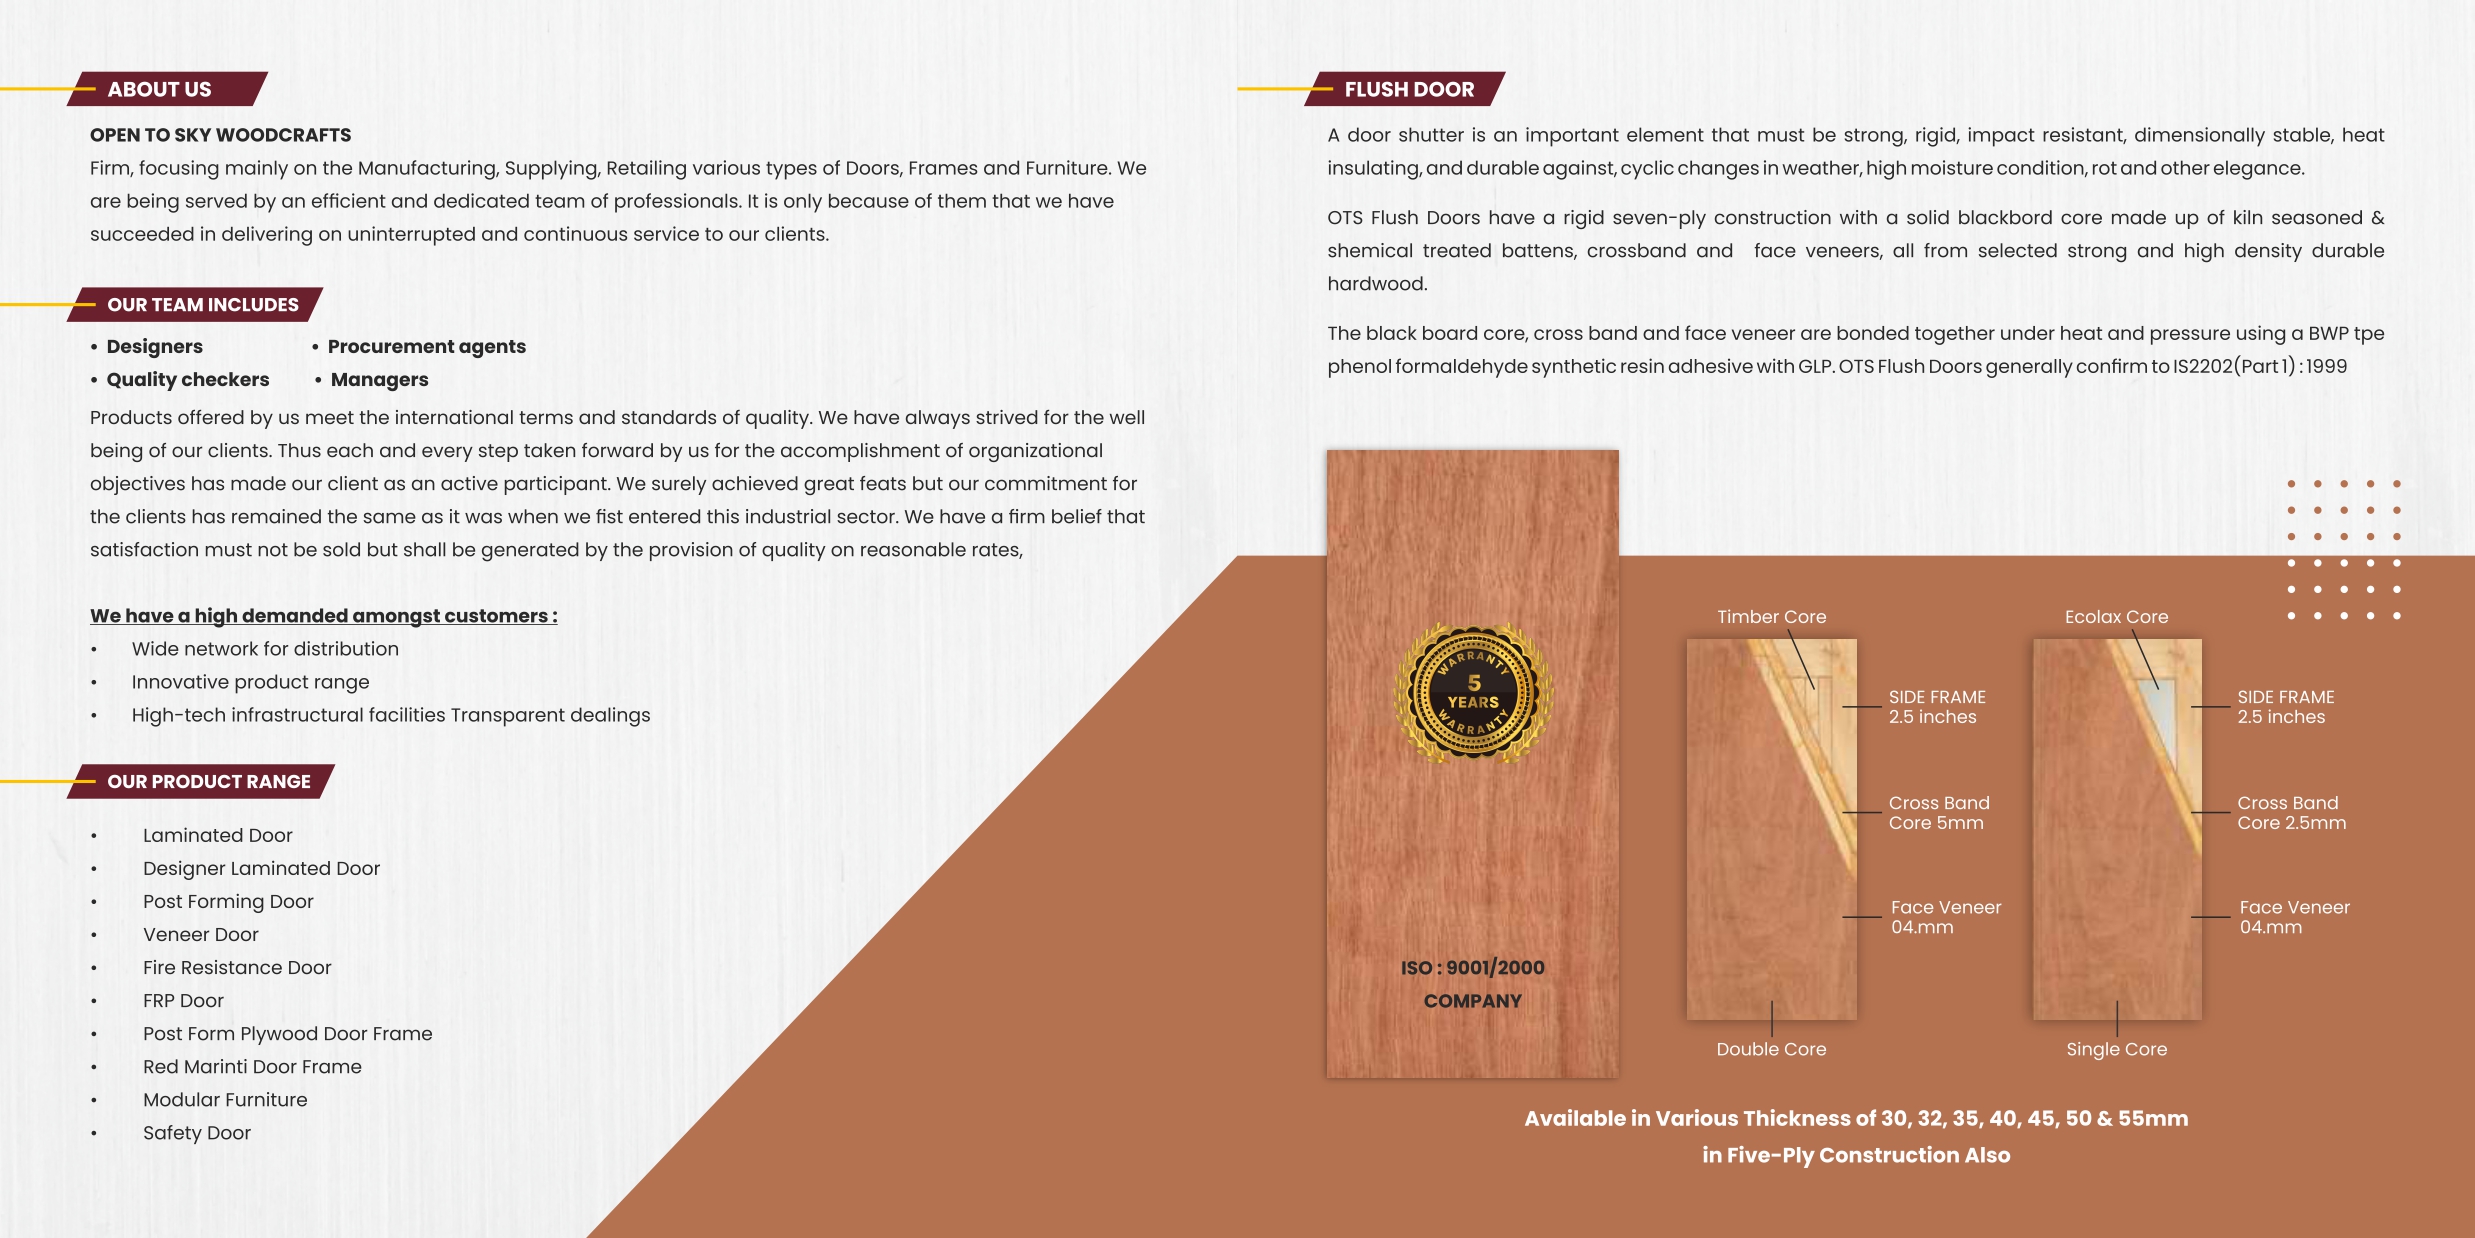 ABOUT US
OPEN TO SKY WOODCRAFTS
Firm, focusing mainly on the Manufacturing, Supplying, Retailing various types of Doors, Frames and Furniture. We
are being served by an efficient and dedicated team of professionals. It is only because of them that we have
succeeded in delivering on uninterrupted and continuous service to our clients.
OUR TEAM INCLUDES
• Designers • Procurement agents
• Quality checkers • Managers
Products offered by us meet the international terms and standards of quality. We have always strived for the well
being of our clients. Thus each and every step taken forward by us for the accomplishment of organizational
objectives has made our client as an active participant. We surely achieved great feats but our commitment for
the clients has remained the same as it was when we fist entered this industrial sector. We have a firm belief that
satisfaction must not be sold but shall be generated by the provision of quality on reasonable rates,
We have a high demanded amongst customers :
• Wide network for distribution
• Innovative product range
• High-tech infrastructural facilities Transparent dealings
OUR PRODUCT RANGE
• Laminated Door
• Designer Laminated Door
• Post Forming Door
• Veneer Door
• Fire Resistance Door
• FRP Door
• Post Form Plywood Door Frame
• Red Marinti Door Frame
• Modular Furniture
• Safety Door
FLUSH DOOR
A door shutter is an important element that must be strong, rigid, impact resistant, dimensionally stable, heat
insulating, and durable against, cyclic changes in weather, high moisture condition, rot and other elegance.
OTS Flush Doors have a rigid seven-ply construction with a solid blackbord core made up of kiln seasoned &
shemical treated battens, crossband and face veneers, all from selected strong and high density durable
hardwood.
The black board core, cross band and face veneer are bonded together under heat and pressure using a BWP tpe
phenol formaldehyde synthetic resin adhesive with GLP. OTS Flush Doors generally confirm to IS2202(Part 1) : 1999
WARRANTY
5
YEARS
WARRANTY
ISO : 9001/2000
COMPANY
Timber Core
SIDE FRAME
2.5 inches
Cross Band
Core 5mm
Face Veneer
04.mm
Double Core
Ecolax Core
SIDE FRAME
2.5 inches
Cross Band
Core 2.5mm
Face Veneer
04.mm
Single Core
Available in Various Thickness of 30, 32, 35, 40, 45, 50 & 55mm
in Five-Ply Construction Also